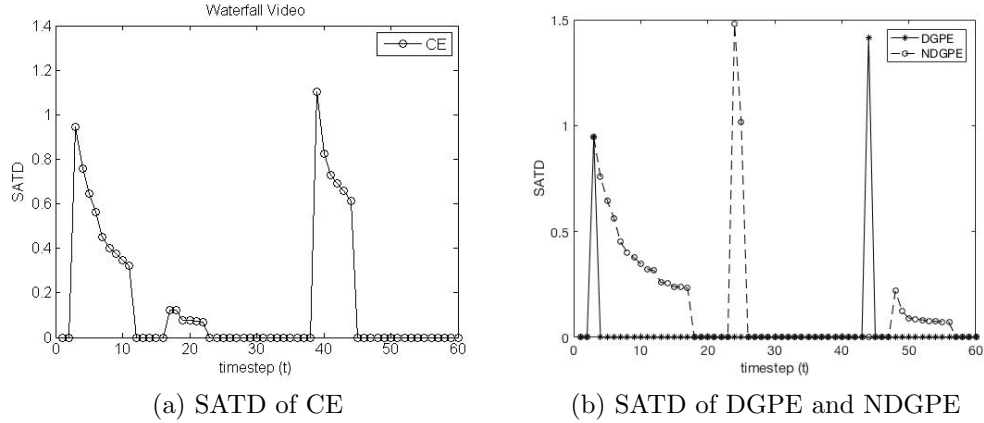 Waterfall Video
CE
1.4
1.2
1
0.8
0.6
0.4
0.2
0
SATD
0 10 20 30 40 50 60
timestep (t)
(a) SATD of CE
DGPE
NDGPE
1.5
1
0.5
0
SATD
0 10 20 30 40 50 60
timestep (t)
(b) SATD of DGPE and NDGPE